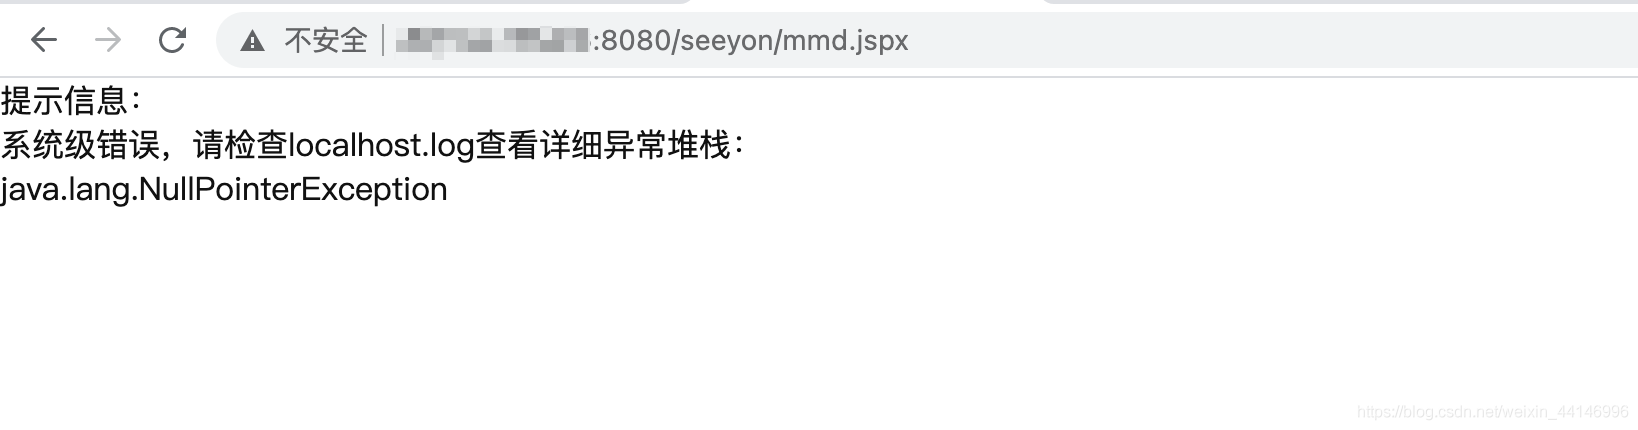 不安全 :8080/seeyon/mmd.jspx
提示信息：
系统级错误，请检查localhost.log查看详细异常堆栈：
java.lang.NullPointerException
https://blog.csdn.net/weixin_44146996